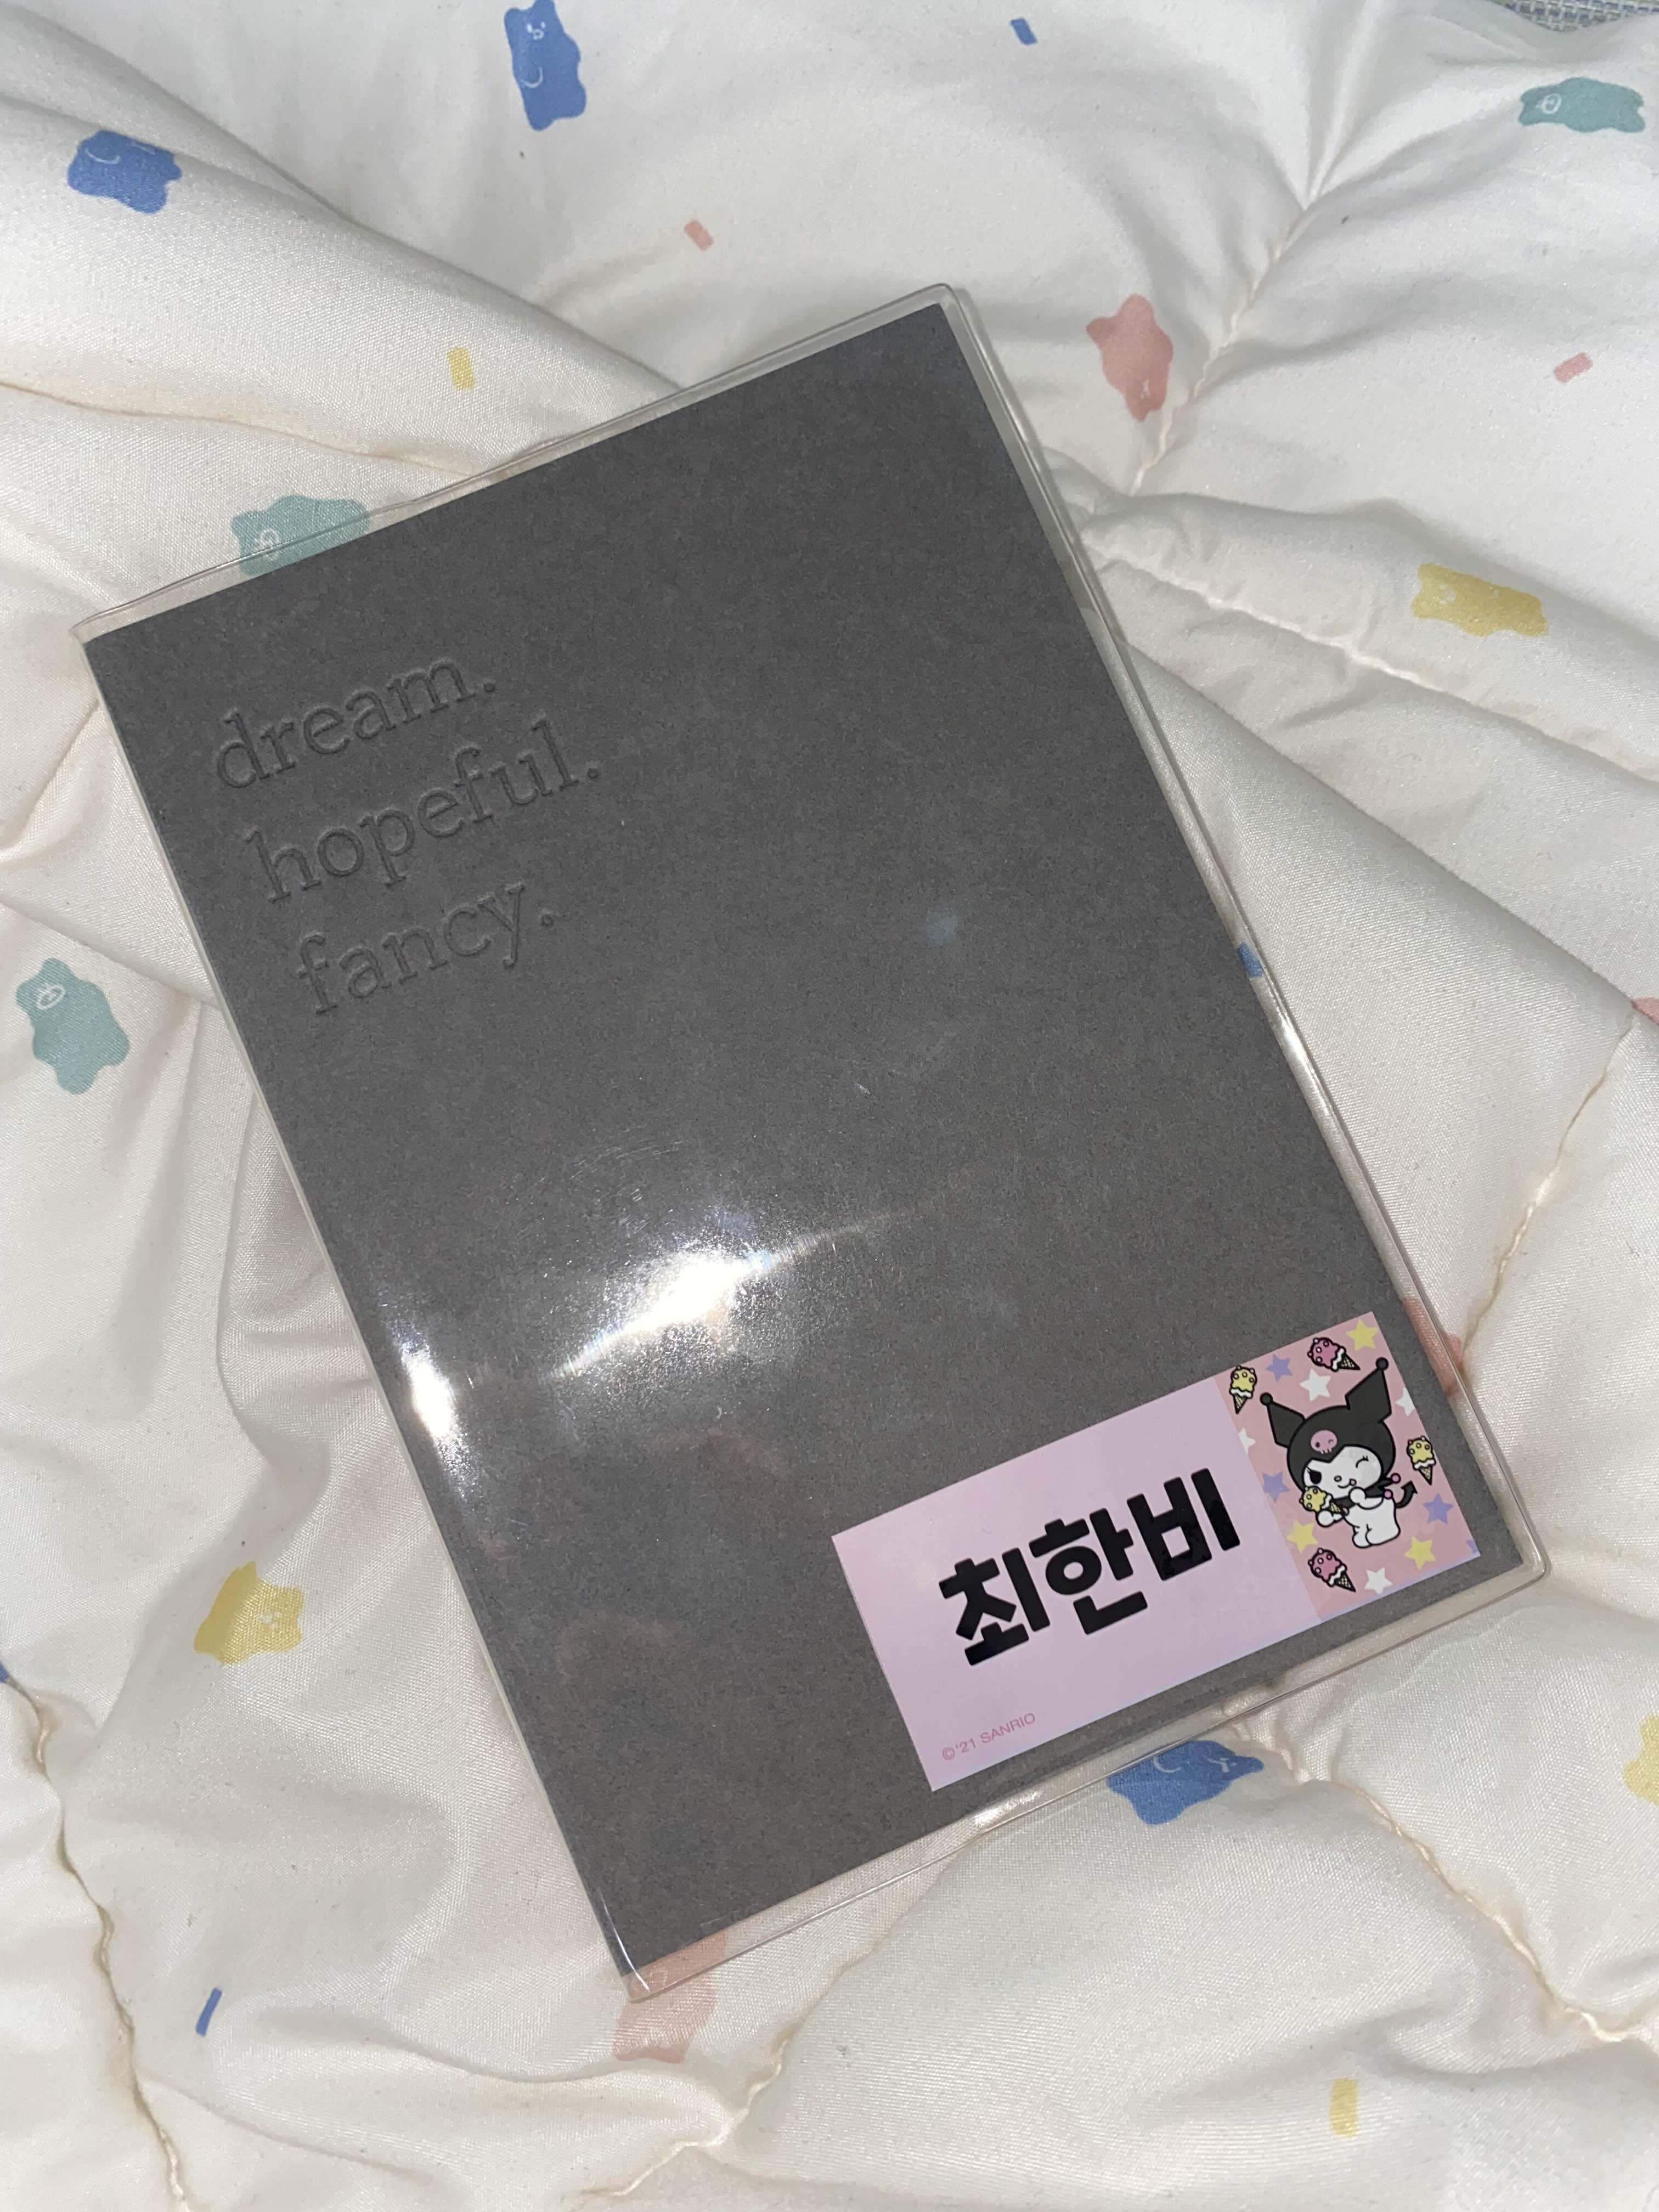 dream.
hopeful.
fancy.
최한비
©'21 SANRIO